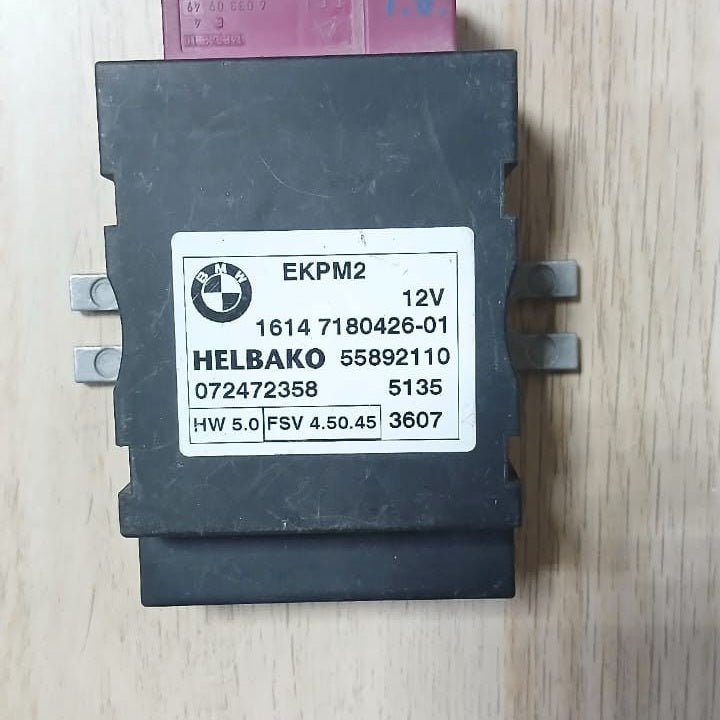 BMW
EKPM2
12V
1614 7180426-01
HELBAKO 55892110
072472358 5135
HW 5.0 FSV 4.50.45 3607